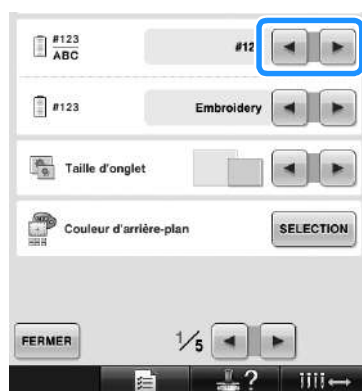 #123
ABC
#12
#123
Embroidery
Taille d'onglet
Couleur d'arrière-plan
SELECTION
FERMER
1/5
?